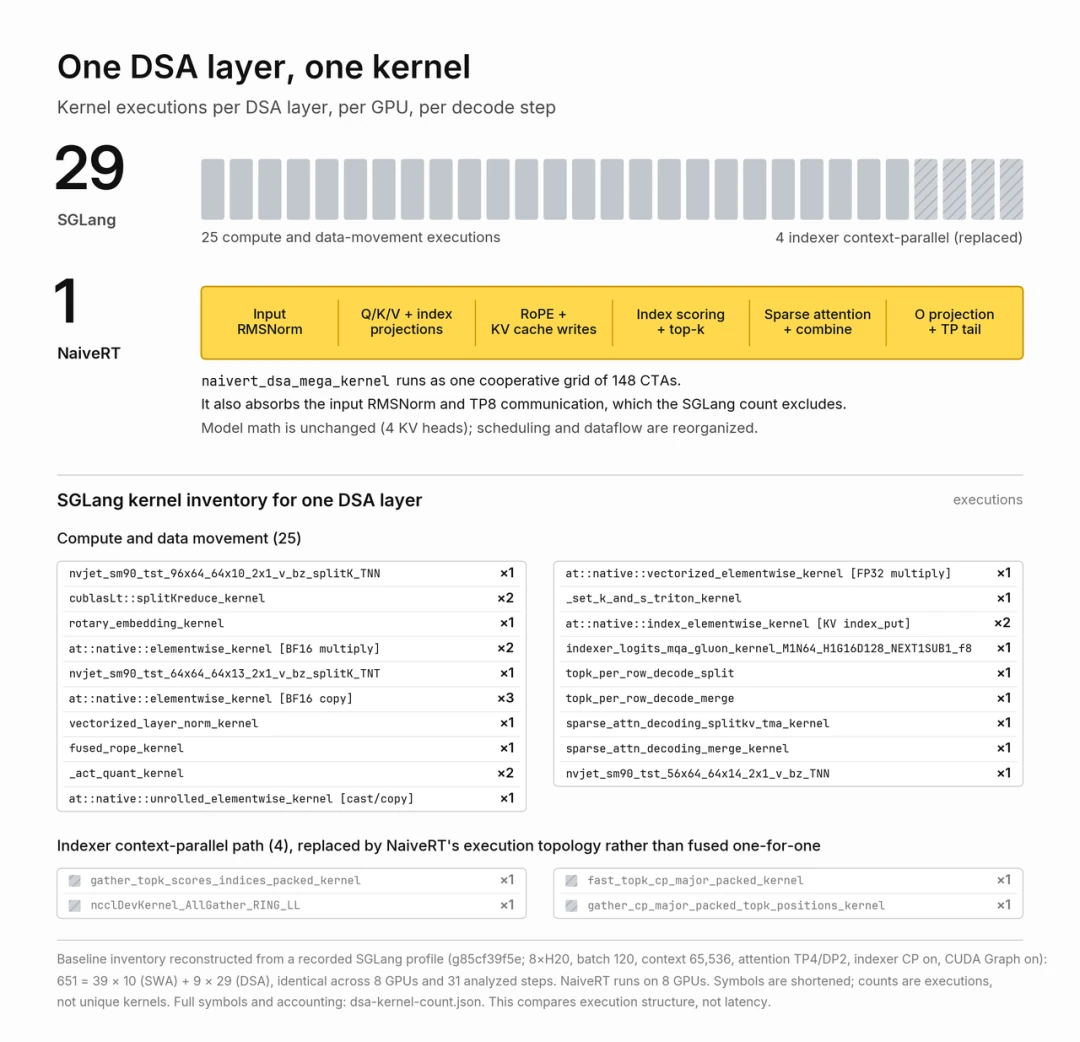 One DSA layer, one kernel
Kernel executions per DSA layer, per GPU, per decode step
29
SGLang
25 compute and data-movement executions
4 indexer context-parallel (replaced)
1
NaiveRT
Input
RMSNorm
Q/K/V + index
projections
RoPE +
KV cache writes
Index scoring
+ top-k
Sparse attention
+ combine
O projection
+ TP tail
naivert_dsa_mega_kernel runs as one cooperative grid of 148 CTAs.
It also absorbs the input RMSNorm and TP8 communication, which the SGLang count excludes.
Model math is unchanged (4 KV heads); scheduling and dataflow are reorganized.
SGLang kernel inventory for one DSA layer
executions
Compute and data movement (25)
nvjet_sm90_tst_96x64_64x10_2x1_v_bz_splitK_TNN ×1
cublasLt::splitKreduce_kernel ×2
rotary_embedding_kernel ×1
at::native::elementwise_kernel [BF16 multiply] ×2
nvjet_sm90_tst_64x64_64x13_2x1_v_bz_splitK_TNT ×1
at::native::elementwise_kernel [BF16 copy] ×3
vectorized_layer_norm_kernel ×1
fused_rope_kernel ×1
_act_quant_kernel ×2
at::native::unrolled_elementwise_kernel [cast/copy] ×1
at::native::vectorized_elementwise_kernel [FP32 multiply] ×1
_set_k_and_s_triton_kernel ×1
at::native::index_elementwise_kernel [KV index_put] ×2
indexer_logits_mqa_gluon_kernel_M1N64_H1G16D128_NEXT1SUB1_f8 ×1
topk_per_row_decode_split ×1
topk_per_row_decode_merge ×1
sparse_attn_decoding_splitkv_tma_kernel ×1
sparse_attn_decoding_merge_kernel ×1
nvjet_sm90_tst_56x64_64x14_2x1_v_bz_TNN ×1
Indexer context-parallel path (4), replaced by NaiveRT's execution topology rather than fused one-for-one
gather_topk_scores_indices_packed_kernel ×1
ncclDevKernel_AllGather_RING_LL ×1
fast_topk_cp_major_packed_kernel ×1
gather_cp_major_packed_topk_positions_kernel ×1
Baseline inventory reconstructed from a recorded SGLang profile (g85cf39f5e; 8×H20, batch 120, context 65,536, attention TP4/DP2, indexer CP on, CUDA Graph on):
651 = 39 × 10 (SWA) + 9 × 29 (DSA), identical across 8 GPUs and 31 analyzed steps. NaiveRT runs on 8 GPUs. Symbols are shortened; counts are executions,
not unique kernels. Full symbols and accounting: dsa-kernel-count.json. This compares execution structure, not latency.